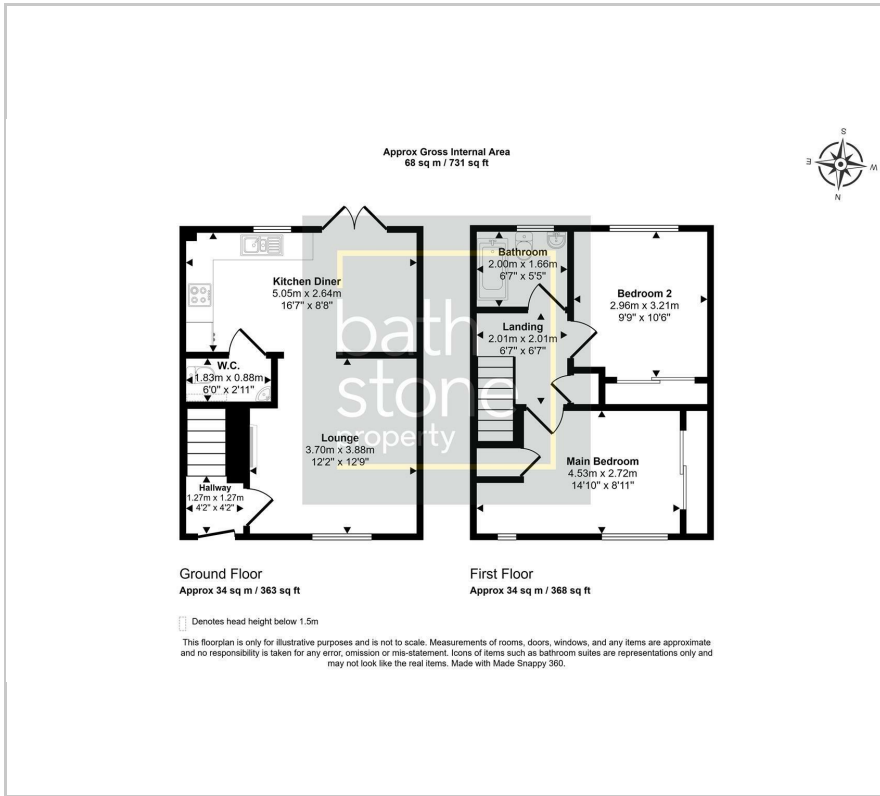 Approx Gross Internal Area
68 sq m / 731 sq ft
S
E
W
N
Kitchen Diner
5.05m x 2.64m
16'7" x 8'8"
W.C.
1.83m x 0.88m
6'0" x 2'11"
Lounge
3.70m x 3.88m
12'2" x 12'9"
Hallway
1.27m x 1.27m
4'2" x 4'2"
Bathroom
2.00m x 1.66m
6'7" x 5'5"
Landing
2.01m x 2.01m
6'7" x 6'7"
Bedroom 2
2.96m x 3.21m
9'9" x 10'6"
Main Bedroom
4.53m x 2.72m
14'10" x 8'11"
bath
stone
property
Ground Floor
Approx 34 sq m / 363 sq ft
First Floor
Approx 34 sq m / 368 sq ft
Denotes head height below 1.5m
This floorplan is only for illustrative purposes and is not to scale. Measurements of rooms, doors, windows, and any items are approximate
and no responsibility is taken for any error, omission or mis-statement. Icons of items such as bathroom suites are representations only and
may not look like the real items. Made with Made Snappy 360.